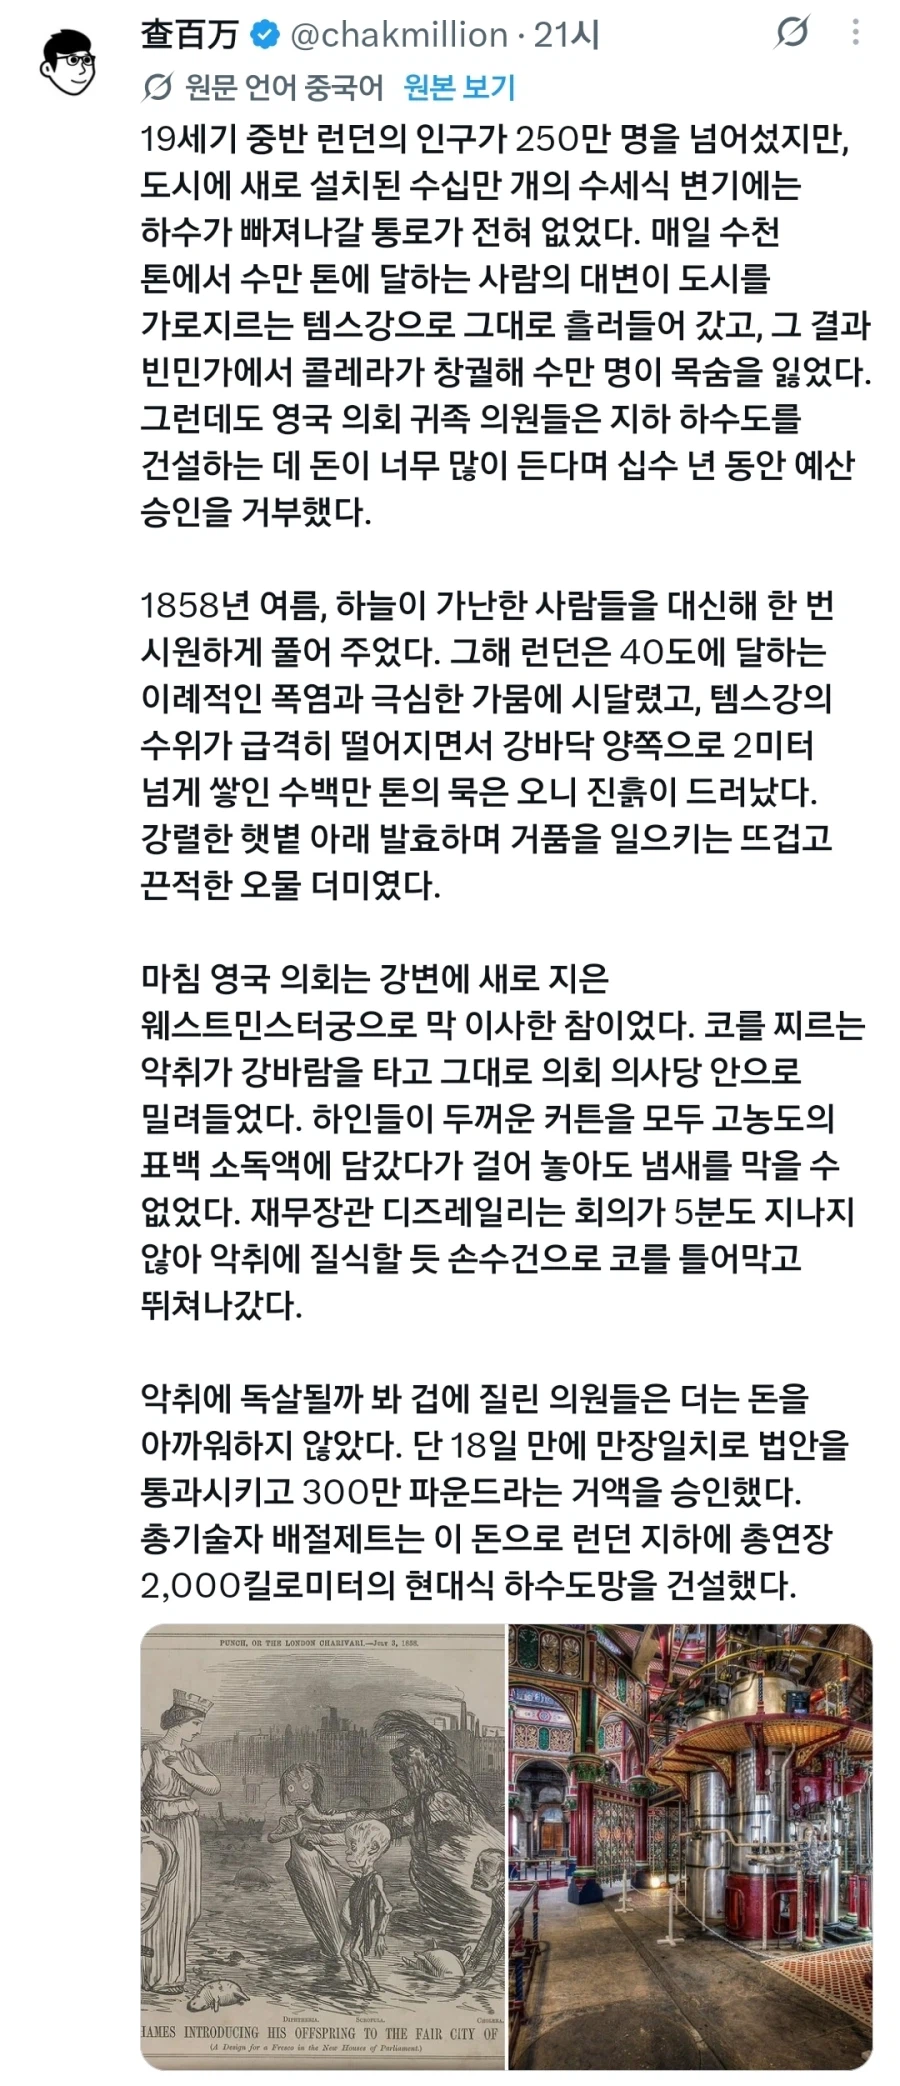 查百万 @chakmillion · 21시
원문 언어 중국어 원본 보기
19세기 중반 런던의 인구가 250만 명을 넘어섰지만,
도시에 새로 설치된 수십만 개의 수세식 변기에는
하수가 빠져나갈 통로가 전혀 없었다. 매일 수천
톤에서 수만 톤에 달하는 사람의 대변이 도시를
가로지르는 템스강으로 그대로 흘러들어 갔고, 그 결과
빈민가에서 콜레라가 창궐해 수만 명이 목숨을 잃었다.
그런데도 영국 의회 귀족 의원들은 지하 하수도를
건설하는 데 돈이 너무 많이 든다며 십수 년 동안 예산
승인을 거부했다.
1858년 여름, 하늘이 가난한 사람들을 대신해 한 번
시원하게 풀어 주었다. 그해 런던은 40도에 달하는
이례적인 폭염과 극심한 가뭄에 시달렸고, 템스강의
수위가 급격히 떨어지면서 강바닥 양쪽으로 2미터
넘게 쌓인 수백만 톤의 묵은 오니 진흙이 드러났다.
강렬한 햇볕 아래 발효하며 거품을 일으키는 뜨겁고
끈적한 오물 더미였다.
마침 영국 의회는 강변에 새로 지은
웨스트민스터궁으로 막 이사한 참이었다. 코를 찌르는
악취가 강바람을 타고 그대로 의회 의사당 안으로
밀려들었다. 하인들이 두꺼운 커튼을 모두 고농도의
표백 소독액에 담갔다가 걸어 놓아도 냄새를 막을 수
없었다. 재무장관 디즈레일리는 회의가 5분도 지나지
않아 악취에 질식할 듯 손수건으로 코를 틀어막고
뛰쳐나갔다.
악취에 독살될까 봐 겁에 질린 의원들은 더는 돈을
아까워하지 않았다. 단 18일 만에 만장일치로 법안을
통과시키고 300만 파운드라는 거액을 승인했다.
총기술자 배절제트는 이 돈으로 런던 지하에 총연장
2,000킬로미터의 현대식 하수도망을 건설했다.
PUNCH, OR THE LONDON CHARIVARI.—July 3, 1858.
Diphtheria. Scrofula. Cholera.
HAMES INTRODUCING HIS OFFSPRING TO THE FAIR CITY OF
(A Design for a Fresco in the New Houses of Parliament.)